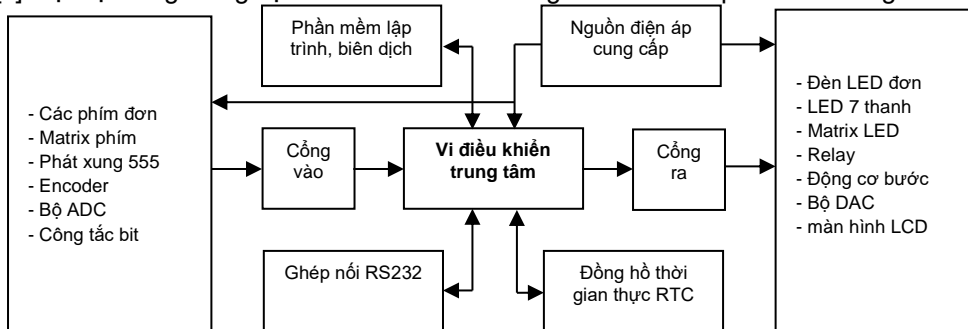 Phần mềm lập
trình, biên dịch
Nguồn điện áp
cung cấp
- Các phím đơn
- Matrix phím
- Phát xung 555
- Encoder
- Bộ ADC
- Công tắc bit
Cổng
vào
Vi điều khiển
trung tâm
Cổng
ra
- Đèn LED đơn
- LED 7 thanh
- Matrix LED
- Relay
- Động cơ bước
- Bộ DAC
- màn hình LCD
Ghép nối RS232
Đồng hồ thời
gian thực RTC